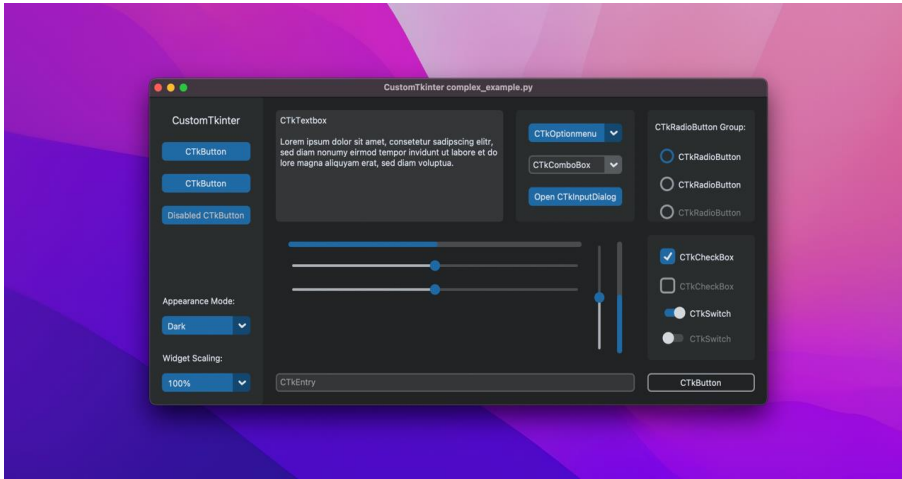 CustomTkinter complex_example.py
CustomTkinter
CTkButton
CTkButton
Disabled CTkButton
Appearance Mode:
Dark
Widget Scaling:
100%
CTkTextbox
Lorem ipsum dolor sit amet, consetetur sadipscing elitr,
sed diam nonumy eirmod tempor invidunt ut labore et do
lore magna aliquyam erat, sed diam voluptua.
CTkOptionmenu
CTkComboBox
Open CTkInputDialog
CTkRadioButton Group:
CTkRadioButton
CTkRadioButton
CTkRadioButton
CTkCheckBox
CTkCheckBox
CTkSwitch
CTkSwitch
CTkEntry
CTkButton